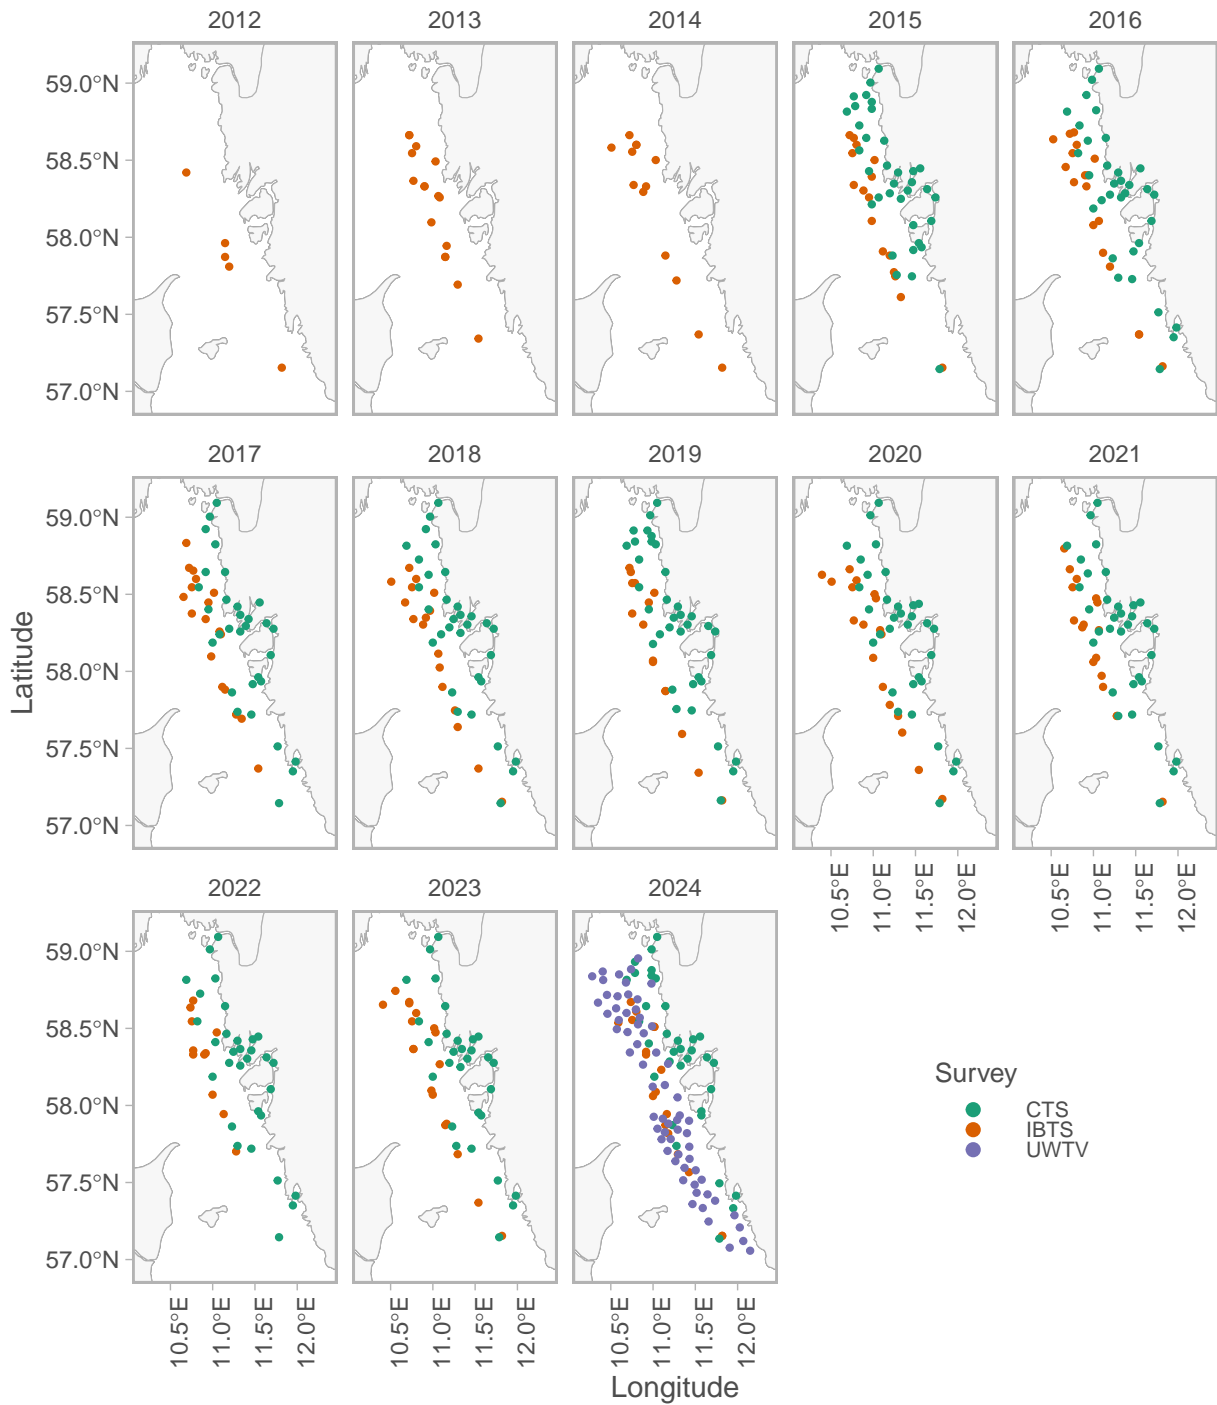 2012 2013 2014 2015 2016
59.0°N
58.5°N
58.0°N
57.5°N
57.0°N
2017 2018 2019 2020 2021
59.0°N
58.5°N
58.0°N
57.5°N
57.0°N
10.5°E 11.0°E 11.5°E 12.0°E 10.5°E 11.0°E 11.5°E 12.0°E
2022 2023 2024
59.0°N
58.5°N
58.0°N
57.5°N
57.0°N
10.5°E 11.0°E 11.5°E 12.0°E 10.5°E 11.0°E 11.5°E 12.0°E 10.5°E 11.0°E 11.5°E 12.0°E
Latitude
Longitude
Survey
CTS
IBTS
UWTV